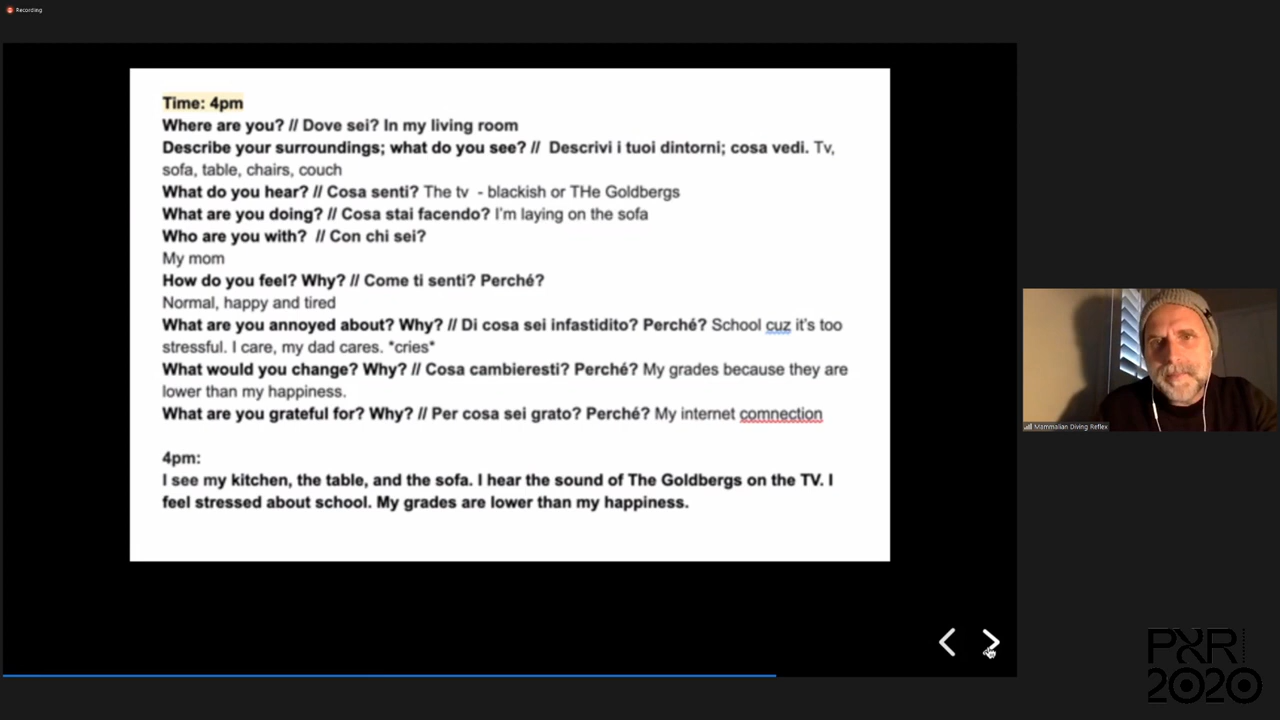 Recording
Time: 4pm
Where are you? // Dove sei? In my living room
Describe your surroundings; what do you see? // Descrivi i tuoi dintorni; cosa vedi. Tv,
sofa, table, chairs, couch
What do you hear? // Cosa senti? The tv - blackish or THe Goldbergs
What are you doing? // Cosa stai facendo? I'm laying on the sofa
Who are you with? // Con chi sei?
My mom
How do you feel? Why? // Come ti senti? Perché?
Normal, happy and tired
What are you annoyed about? Why? // Di cosa sei infastidito? Perché? School cuz it's too
stressful. I care, my dad cares. *cries*
What would you change? Why? // Cosa cambieresti? Perché? My grades because they are
lower than my happiness.
What are you grateful for? Why? // Per cosa sei grato? Perché? My internet comnection
4pm:
I see my kitchen, the table, and the sofa. I hear the sound of The Goldbergs on the TV. I
feel stressed about school. My grades are lower than my happiness.
Mammalian Diving Reflex
PXR
2020